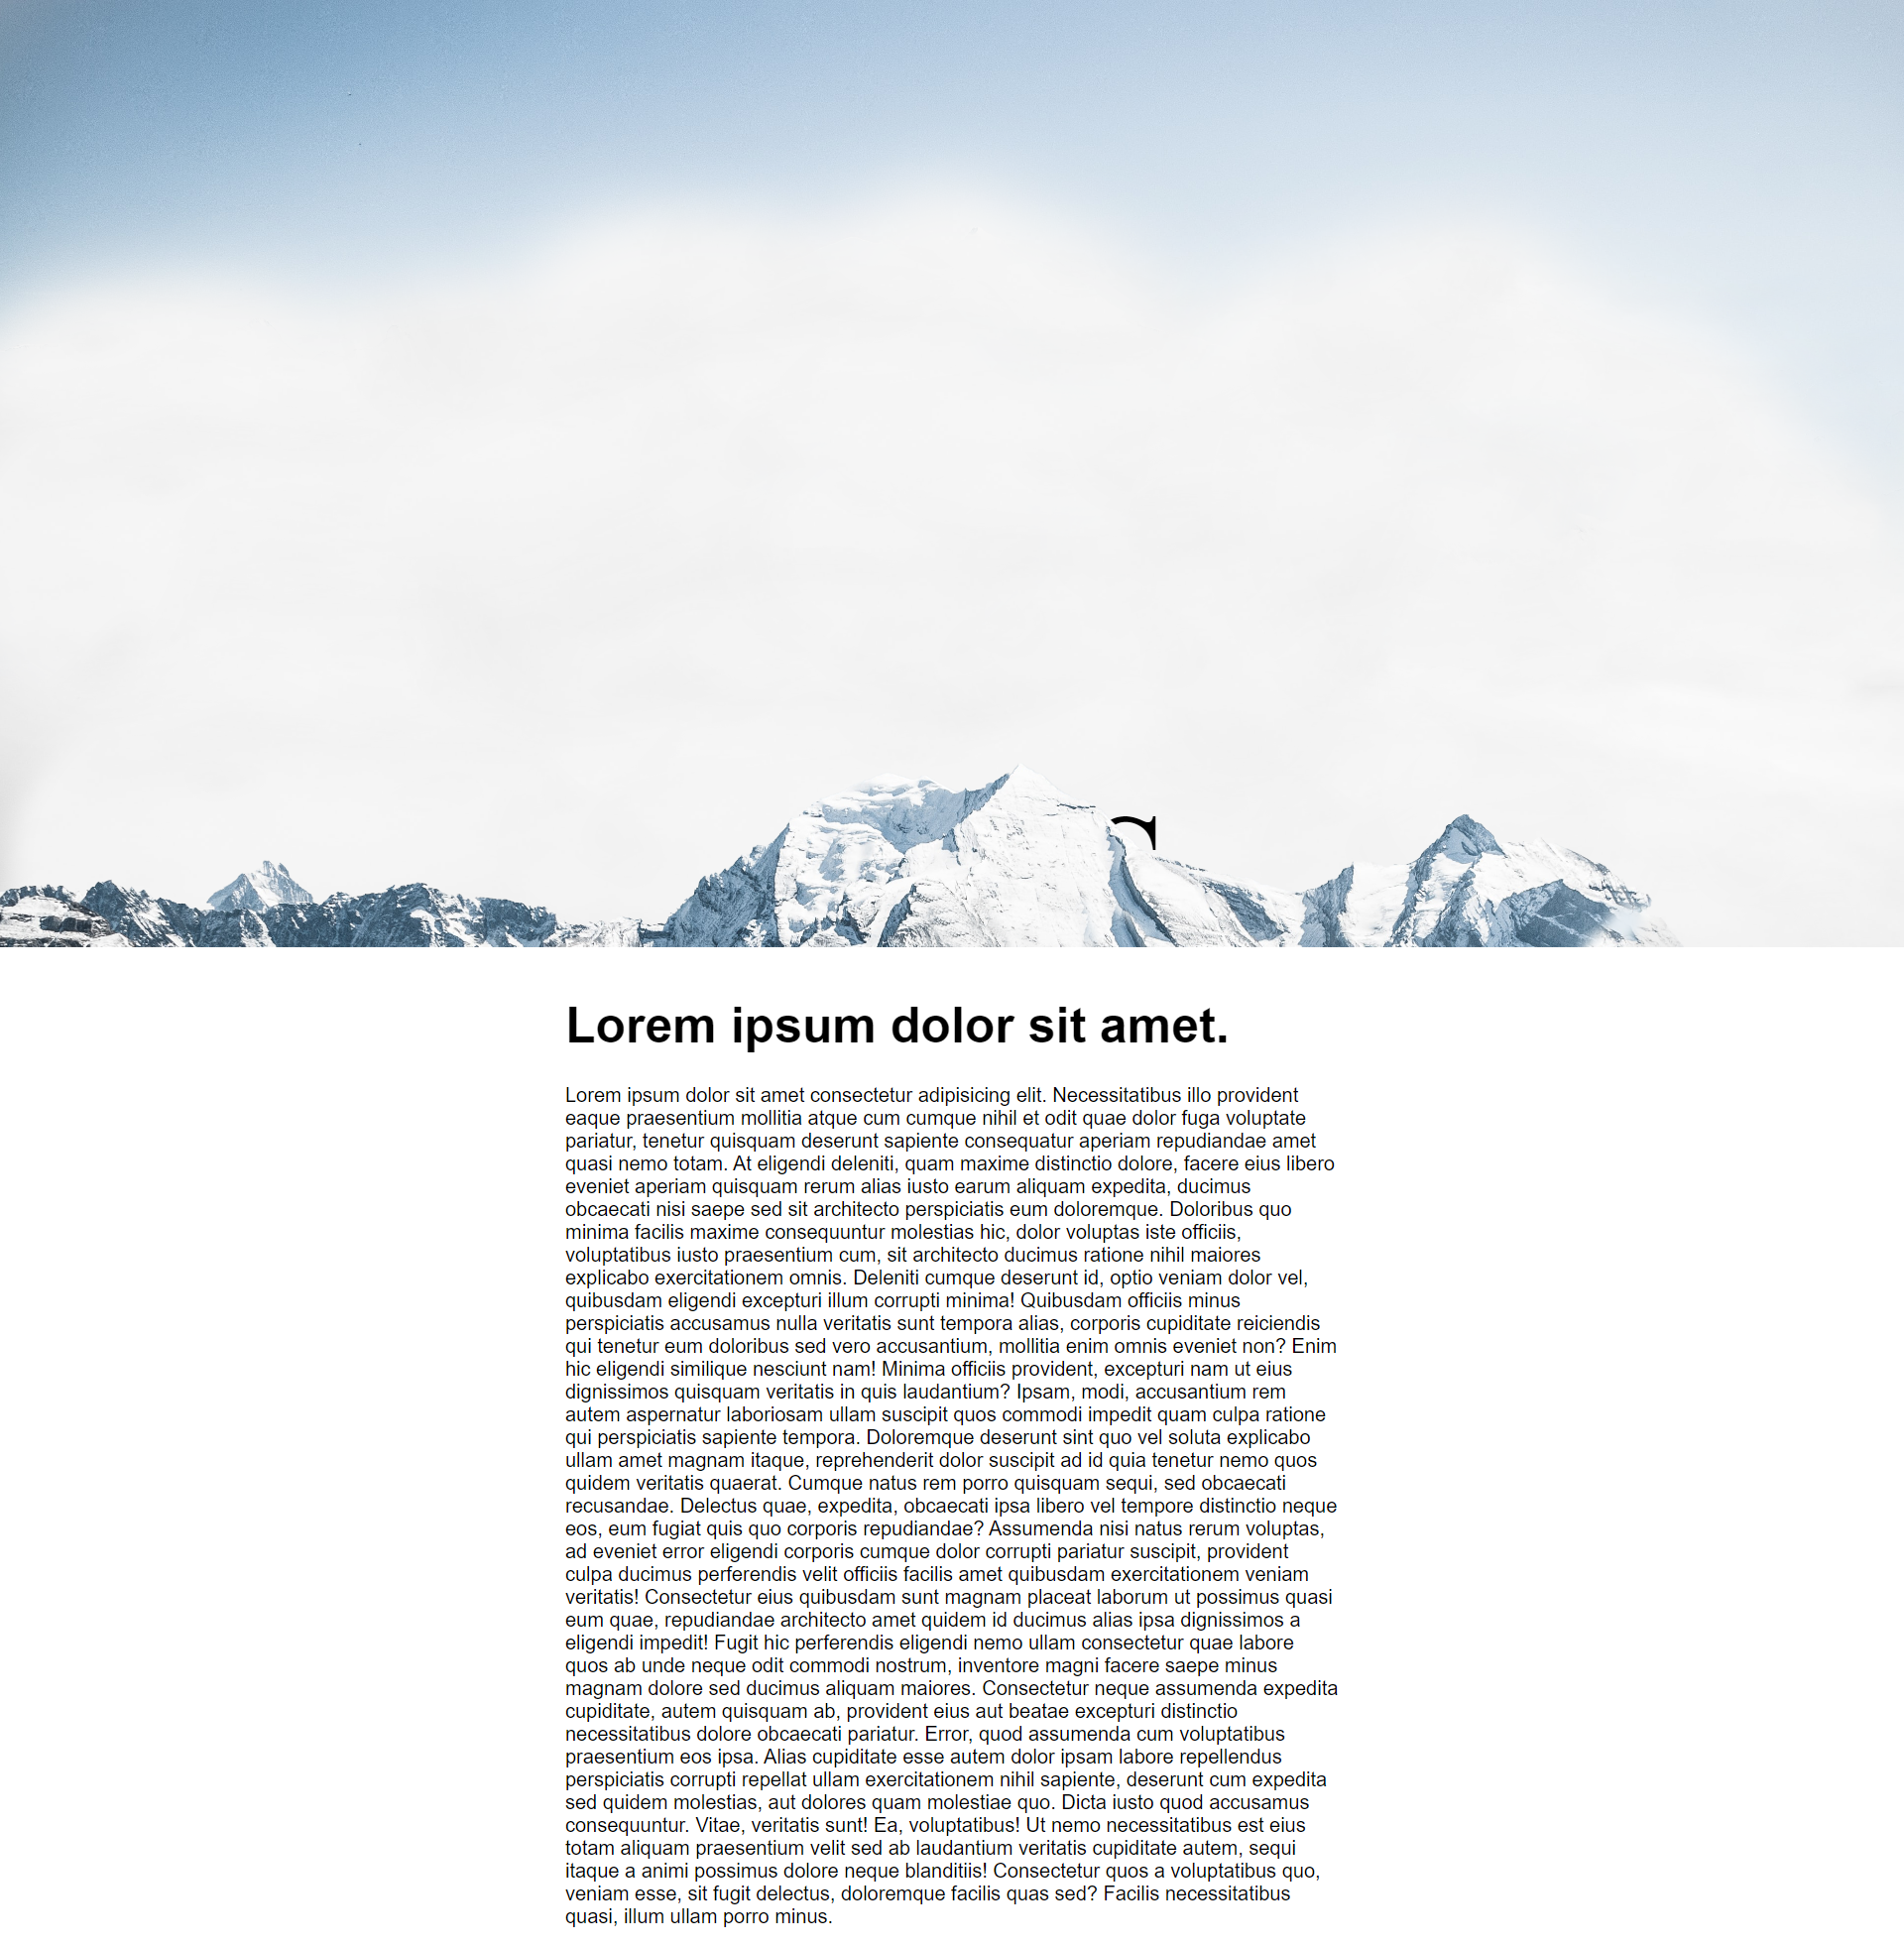 Lorem ipsum dolor sit amet.
Lorem ipsum dolor sit amet consectetur adipisicing elit. Necessitatibus illo provident
eaque praesentium mollitia atque cum cumque nihil et odit quae dolor fuga voluptate
pariatur, tenetur quisquam deserunt sapiente consequatur aperiam repudiandae amet
quasi nemo totam. At eligendi deleniti, quam maxime distinctio dolore, facere eius libero
eveniet aperiam quisquam rerum alias iusto earum aliquam expedita, ducimus
obcaecati nisi saepe sed sit architecto perspiciatis eum doloremque. Doloribus quo
minima facilis maxime consequuntur molestias hic, dolor voluptas iste officiis,
voluptatibus iusto praesentium cum, sit architecto ducimus ratione nihil maiores
explicabo exercitationem omnis. Deleniti cumque deserunt id, optio veniam dolor vel,
quibusdam eligendi excepturi illum corrupti minima! Quibusdam officiis minus
perspiciatis accusamus nulla veritatis sunt tempora alias, corporis cupiditate reiciendis
qui tenetur eum doloribus sed vero accusantium, mollitia enim omnis eveniet non? Enim
hic eligendi similique nesciunt nam! Minima officiis provident, excepturi nam ut eius
dignissimos quisquam veritatis in quis laudantium? Ipsam, modi, accusantium rem
autem aspernatur laboriosam ullam suscipit quos commodi impedit quam culpa ratione
qui perspiciatis sapiente tempora. Doloremque deserunt sint quo vel soluta explicabo
ullam amet magnam itaque, reprehenderit dolor suscipit ad id quia tenetur nemo quos
quidem veritatis quaerat. Cumque natus rem porro quisquam sequi, sed obcaecati
recusandae. Delectus quae, expedita, obcaecati ipsa libero vel tempore distinctio neque
eos, eum fugiat quis quo corporis repudiandae? Assumenda nisi natus rerum voluptas,
ad eveniet error eligendi corporis cumque dolor corrupti pariatur suscipit, provident
culpa ducimus perferendis velit officiis facilis amet quibusdam exercitationem veniam
veritatis! Consectetur eius quibusdam sunt magnam placeat laborum ut possimus quasi
eum quae, repudiandae architecto amet quidem id ducimus alias ipsa dignissimos a
eligendi impedit! Fugit hic perferendis eligendi nemo ullam consectetur quae labore
quos ab unde neque odit commodi nostrum, inventore magni facere saepe minus
magnam dolore sed ducimus aliquam maiores. Consectetur neque assumenda expedita
cupiditate, autem quisquam ab, provident eius aut beatae excepturi distinctio
necessitatibus dolore obcaecati pariatur. Error, quod assumenda cum voluptatibus
praesentium eos ipsa. Alias cupiditate esse autem dolor ipsam labore repellendus
perspiciatis corrupti repellat ullam exercitationem nihil sapiente, deserunt cum expedita
sed quidem molestias, aut dolores quam molestiae quo. Dicta iusto quod accusamus
consequuntur. Vitae, veritatis sunt! Ea, voluptatibus! Ut nemo necessitatibus est eius
totam aliquam praesentium velit sed ab laudantium veritatis cupiditate autem, sequi
itaque a animi possimus dolore neque blanditiis! Consectetur quos a voluptatibus quo,
veniam esse, sit fugit delectus, doloremque facilis quas sed? Facilis necessitatibus
quasi, illum ullam porro minus.